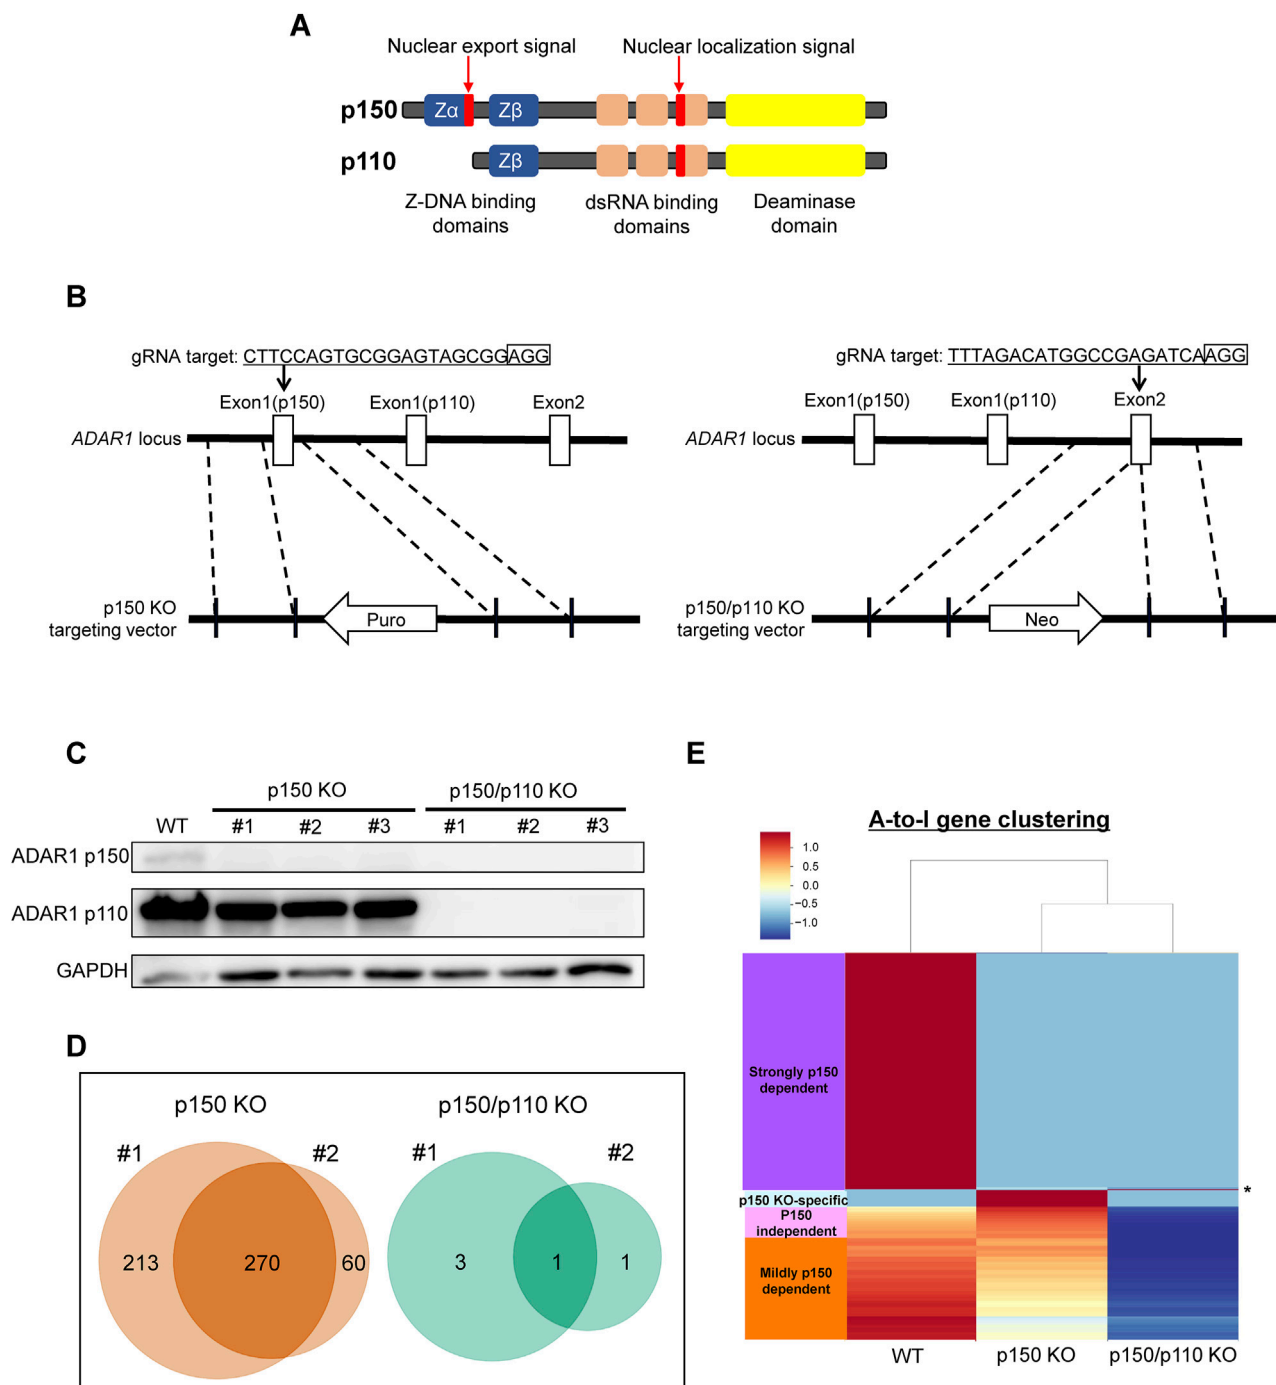 A
Nuclear export signal
Nuclear localization signal
p150
Zα
Zβ
p110
Zβ
Z-DNA binding
domains
dsRNA binding
domains
Deaminase
domain
B
gRNA target: CTTCCAGTGCGGAGTAGCGGAGG
Exon1(p150)
Exon1(p110)
Exon2
ADAR1 locus
p150 KO
targeting vector
Puro
gRNA target: TTTAGACATGGCCGAGATCAAGG
Exon1(p150)
Exon1(p110)
Exon2
ADAR1 locus
p150/p110 KO
targeting vector
Neo
C
p150 KO
p150/p110 KO
WT
#1
#2
#3
#1
#2
#3
ADAR1 p150
ADAR1 p110
GAPDH
D
p150 KO
#1
#2
213
270
60
p150/p110 KO
#1
#2
3
1
1
E
A-to-I gene clustering
1.0
0.5
0.0
−0.5
−1.0
Strongly p150
dependent
p150 KO-specific
*
P150
independent
Mildly p150
dependent
WT
p150 KO
p150/p110 KO